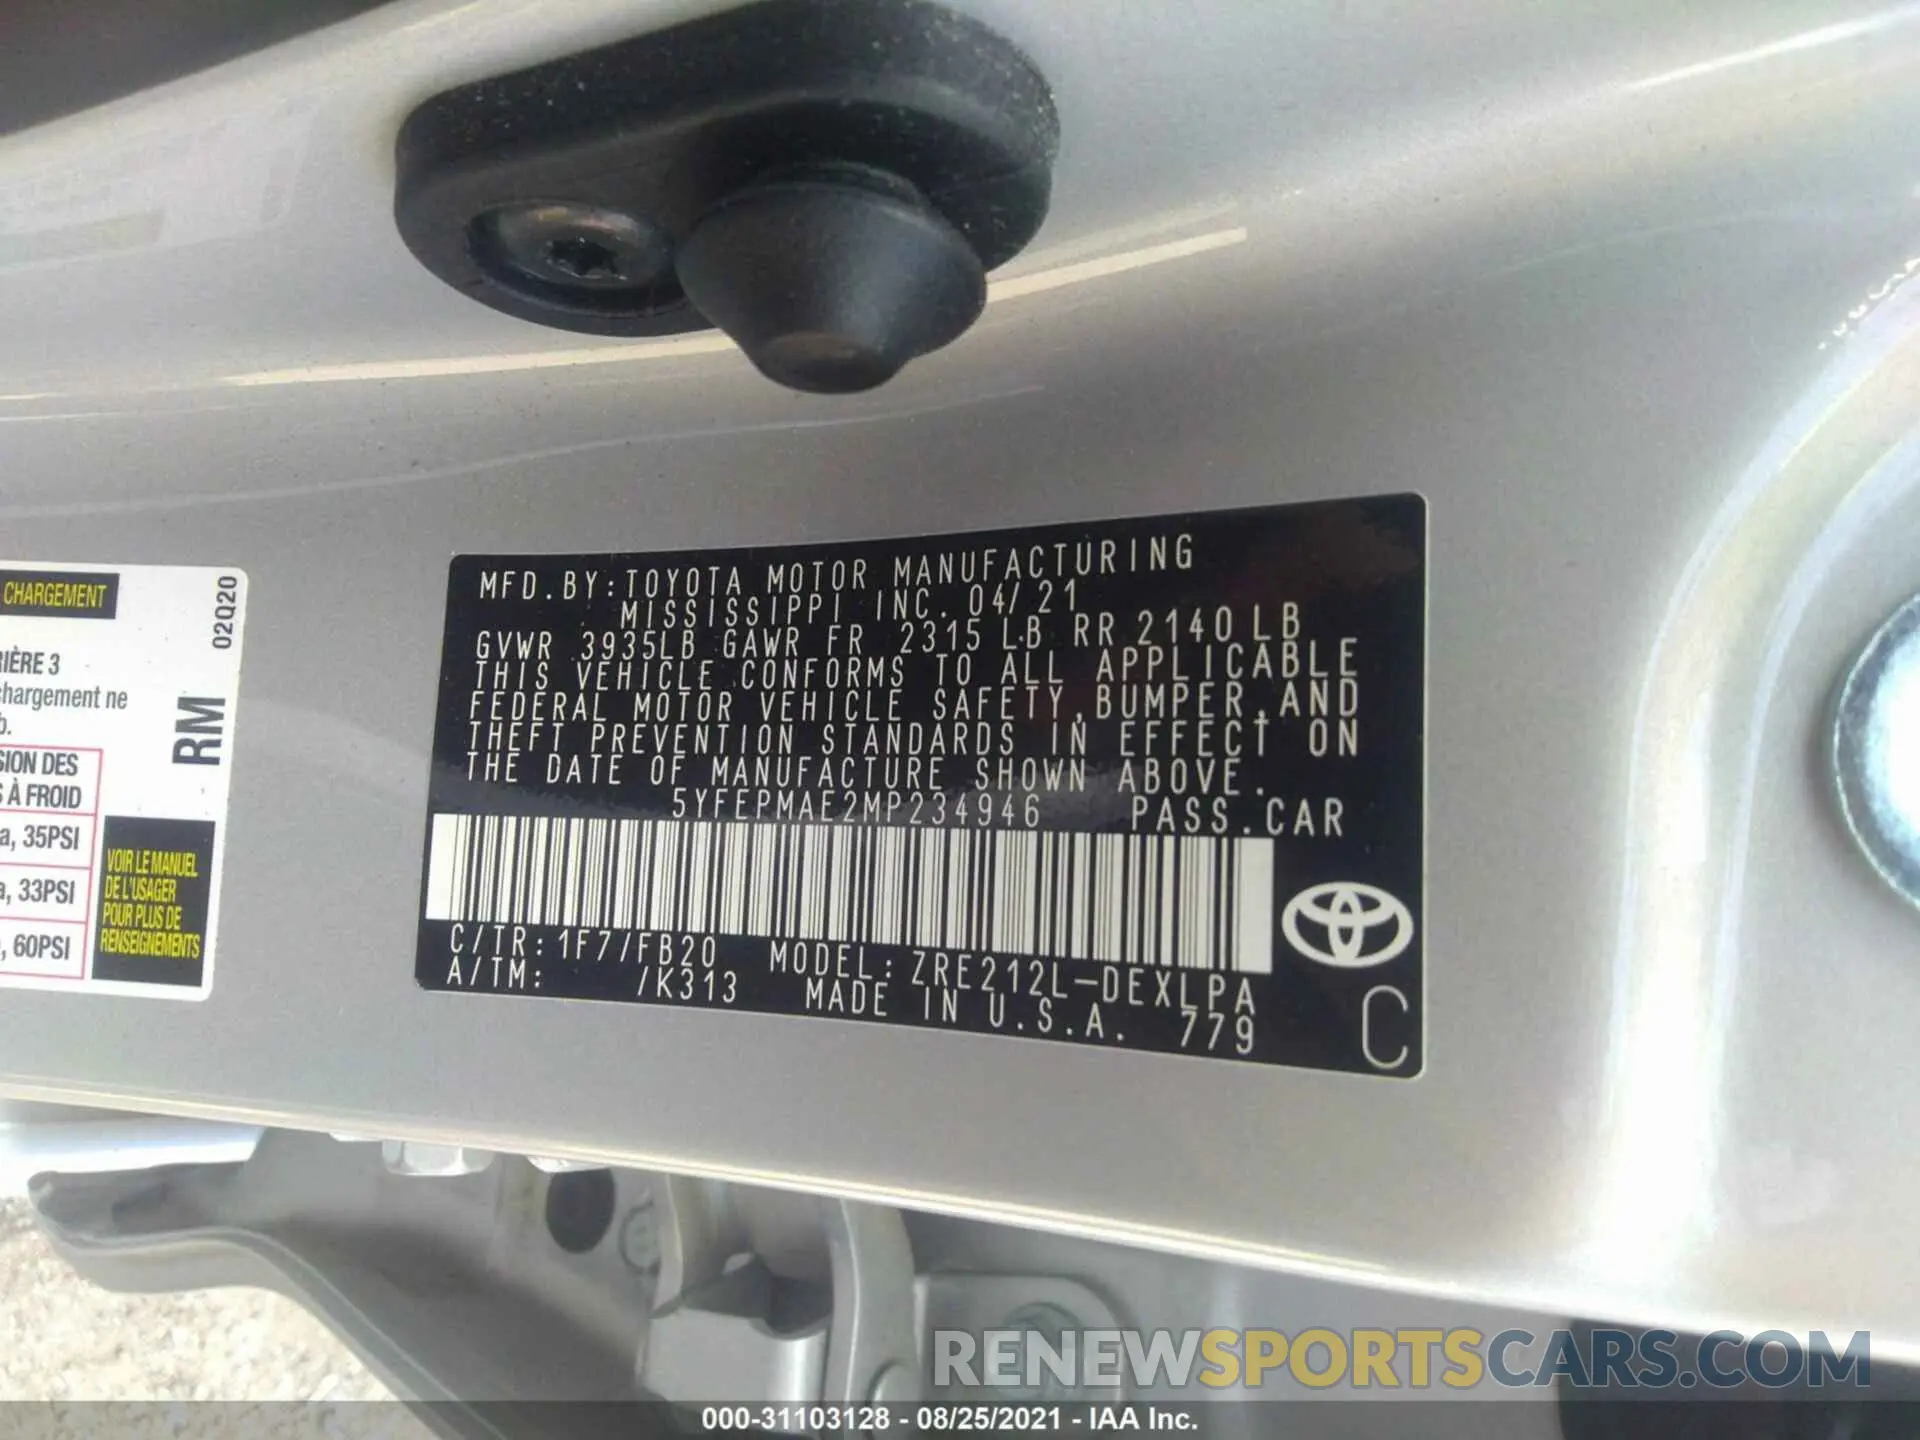 MFD.BY:TOYOTA MOTOR MANUFACTURING
MISSISSIPPI INC. 04/21
GVWR 3935LB GAWR FR 2315 LB RR 2140 LB
THIS VEHICLE CONFORMS TO ALL APPLICABLE
FEDERAL MOTOR VEHICLE SAFETY, BUMPER, AND
THEFT PREVENTION STANDARDS IN EFFECT ON
THE DATE OF MANUFACTURE SHOWN ABOVE.
5YFEPMAE2MP234946 PASS.CAR
C/TR:1F7/FB20 MODEL:ZRE212L-DEXLPA
A/TM: /K313 MADE IN U.S.A. 779
C
CHARGEMENT
02Q20
RIÈRE 3
chargement ne
b.
RM
SION DES
S À FROID
a, 35PSI
a, 33PSI
, 60PSI
VOIR LE MANUEL
DE L'USAGER
POUR PLUS DE
RENSEIGNEMENTS
RENEWSPORTSCARS.COM
000-31103128 - 08/25/2021 - IAA Inc.